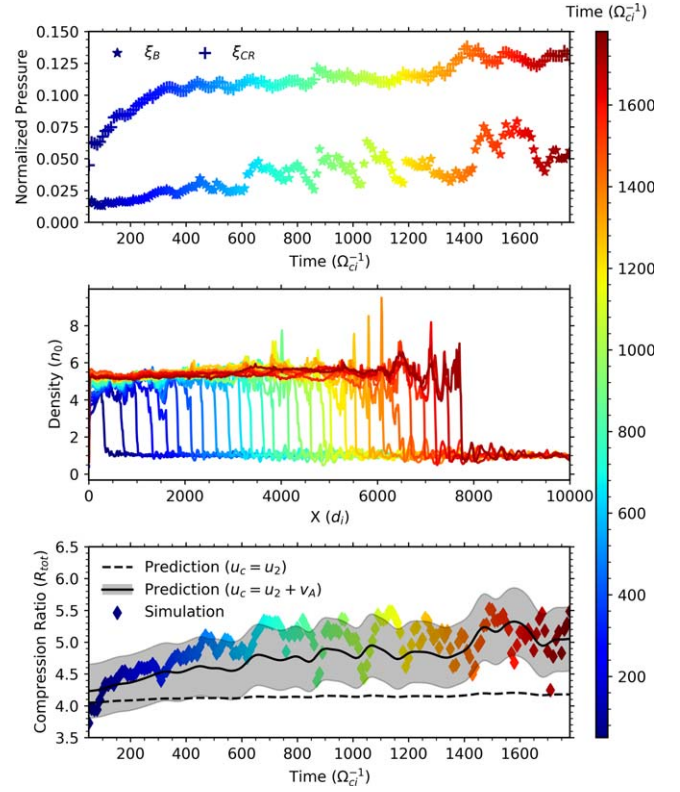 Time (Ω_ci^-1)
0.150
0.125
0.100
0.075
0.050
0.025
0.000
ξ_B
ξ_CR
Normalized Pressure
200 400 600 800 1000 1200 1400 1600
Time (Ω_ci^-1)
8
6
4
2
0
Density (n_0)
0 2000 4000 6000 8000 10000
X (d_i)
6.5
6.0
5.5
5.0
4.5
4.0
3.5
Compression Ratio (R_tot)
Prediction (u_c = u_2)
Prediction (u_c = u_2 + v_A)
Simulation
200 400 600 800 1000 1200 1400 1600
Time (Ω_ci^-1)
1600
1400
1200
1000
800
600
400
200